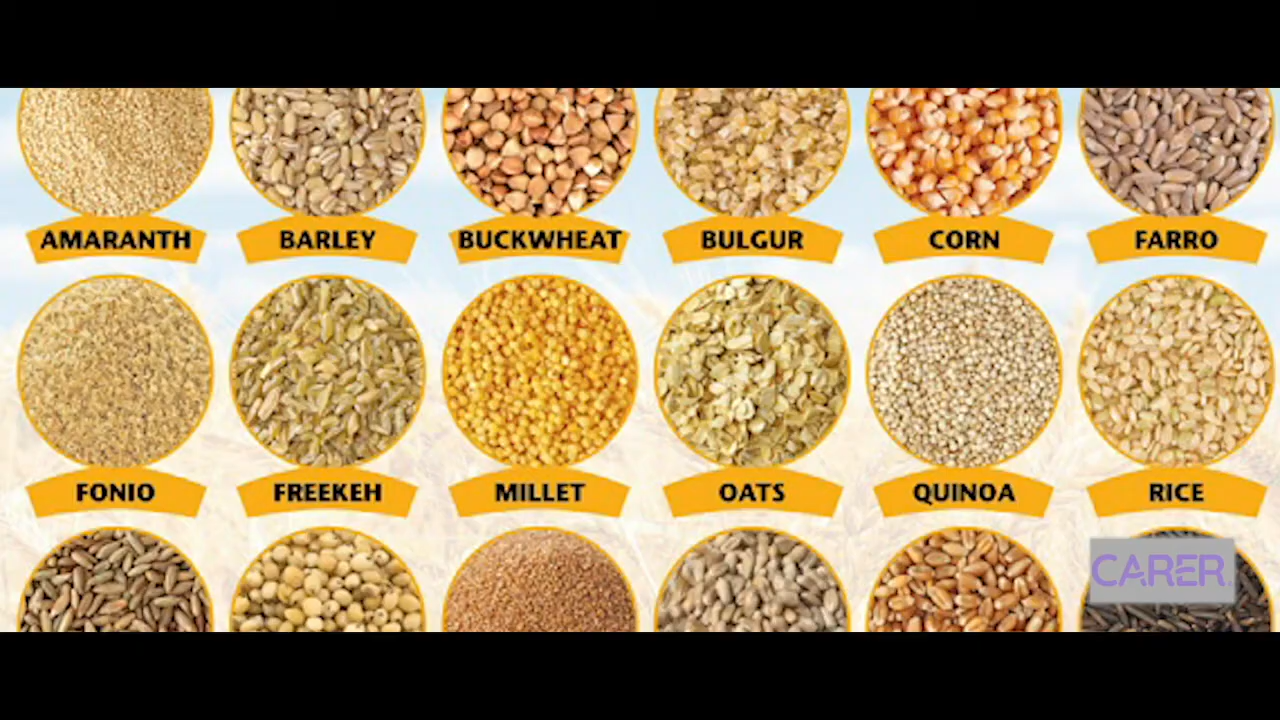 AMARANTH BARLEY BUCKWHEAT BULGUR CORN FARRO
FONIO FREEKEH MILLET OATS QUINOA RICE
CARER